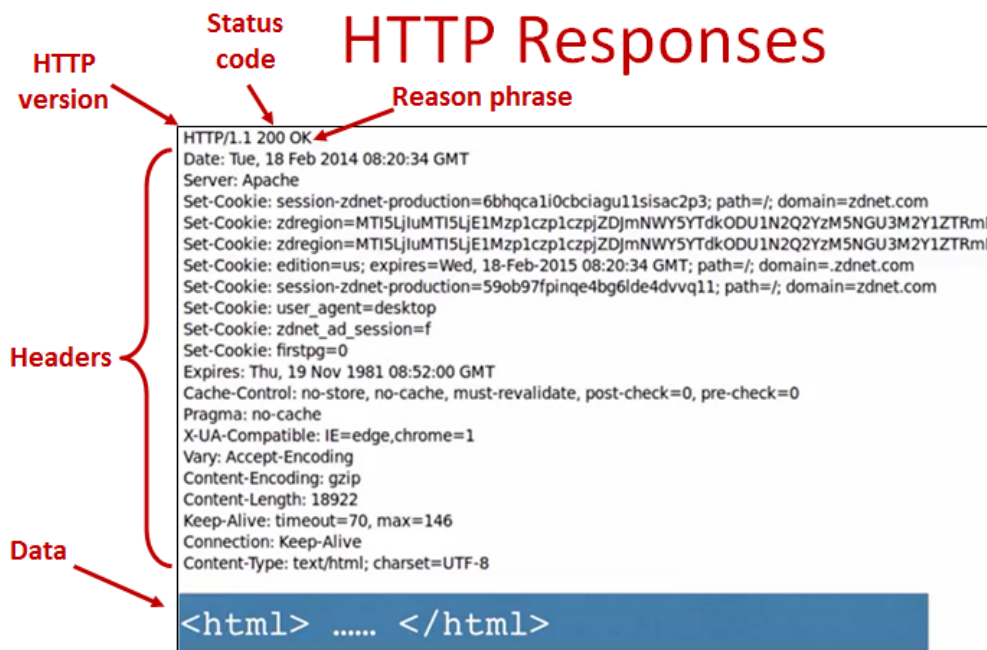 HTTP Responses
Status
code
HTTP
version
Reason phrase
HTTP/1.1 200 OK
Date: Tue, 18 Feb 2014 08:20:34 GMT
Server: Apache
Set-Cookie: session-zdnet-production=6bhqca1i0cbciagu11sisac2p3; path=/; domain=zdnet.com
Set-Cookie:
Set-Cookie:
Set-Cookie: edition=us; expires=Wed, 18-Feb-2015 08:20:34 GMT; path=/; domain=.zdnet.com
Set-Cookie: session-zdnet-production=59ob97fpinqe4bg6lde4dvvq11; path=/; domain=zdnet.com
Set-Cookie: user_agent=desktop
Set-Cookie: zdnet_ad_session=f
Set-Cookie: firstpg=0
Headers
Expires: Thu, 19 Nov 1981 08:52:00 GMT
Cache-Control: no-store, no-cache, must-revalidate, post-check=0, pre-check=0
Pragma: no-cache
X-UA-Compatible: IE=edge,chrome=1
Vary: Accept-Encoding
Content-Encoding: gzip
Content-Length: 18922
Keep-Alive: timeout=70, max=146
Connection: Keep-Alive
Content-Type: text/html; charset=UTF-8
Data
<html> ...... </html>